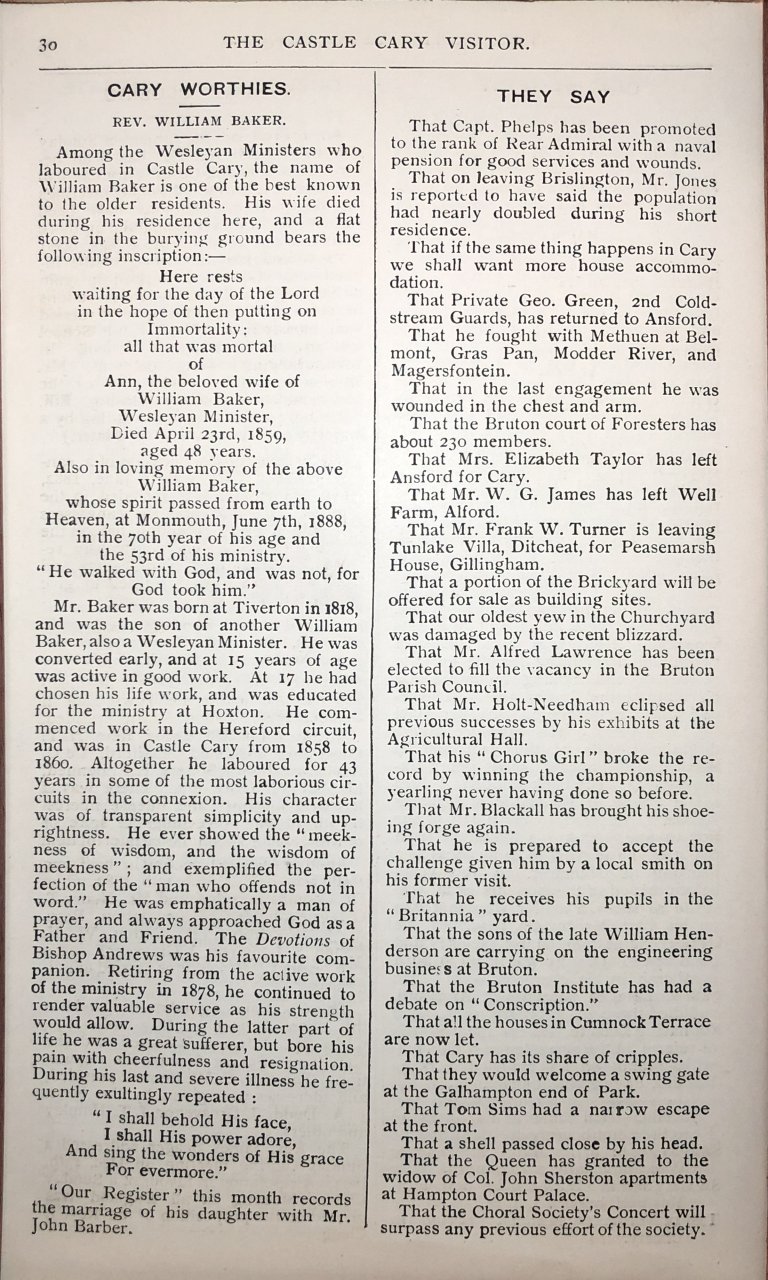 30
THE CASTLE CARY VISITOR.
CARY WORTHIES.
REV. WILLIAM BAKER.
Among the Wesleyan Ministers who
laboured in Castle Cary, the name of
William Baker is one of the best known
to the older residents. His wife died
during his residence here, and a flat
stone in the burying ground bears the
following inscription:—
Here rests
waiting for the day of the Lord
in the hope of then putting on
Immortality:
all that was mortal
of
Ann, the beloved wife of
William Baker,
Wesleyan Minister,
Died April 23rd, 1859,
aged 48 years.
Also in loving memory of the above
William Baker,
whose spirit passed from earth to
Heaven, at Monmouth, June 7th, 1888,
in the 70th year of his age and
the 53rd of his ministry.
"He walked with God, and was not, for
God took him."
Mr. Baker was born at Tiverton in 1818,
and was the son of another William
Baker, also a Wesleyan Minister. He was
converted early, and at 15 years of age
was active in good work. At 17 he had
chosen his life work, and was educated
for the ministry at Hoxton. He com-
menced work in the Hereford circuit,
and was in Castle Cary from 1858 to
1860. Altogether he laboured for 43
years in some of the most laborious cir-
cuits in the connexion. His character
was of transparent simplicity and up-
rightness. He ever showed the "meek-
ness of wisdom, and the wisdom of
meekness"; and exemplified the per-
fection of the "man who offends not in
word." He was emphatically a man of
prayer, and always approached God as a
Father and Friend. The Devotions of
Bishop Andrews was his favourite com-
panion. Retiring from the active work
of the ministry in 1878, he continued to
render valuable service as his strength
would allow. During the latter part of
life he was a great sufferer, but bore his
pain with cheerfulness and resignation.
During his last and severe illness he fre-
quently exultingly repeated :
"I shall behold His face,
I shall His power adore,
And sing the wonders of His grace
For evermore."
"Our Register" this month records
the marriage of his daughter with Mr.
John Barber.
THEY SAY
That Capt. Phelps has been promoted
to the rank of Rear Admiral with a naval
pension for good services and wounds.
That on leaving Brislington, Mr. Jones
is reported to have said the population
had nearly doubled during his short
residence.
That if the same thing happens in Cary
we shall want more house accommo-
dation.
That Private Geo. Green, 2nd Cold-
stream Guards, has returned to Ansford.
That he fought with Methuen at Bel-
mont, Gras Pan, Modder River, and
Magersfontein.
That in the last engagement he was
wounded in the chest and arm.
That the Bruton court of Foresters has
about 230 members.
That Mrs. Elizabeth Taylor has left
Ansford for Cary.
That Mr. W. G. James has left Well
Farm, Alford.
That Mr. Frank W. Turner is leaving
Tunlake Villa, Ditcheat, for Peasemarsh
House, Gillingham.
That a portion of the Brickyard will be
offered for sale as building sites.
That our oldest yew in the Churchyard
was damaged by the recent blizzard.
That Mr. Alfred Lawrence has been
elected to fill the vacancy in the Bruton
Parish Council.
That Mr. Holt-Needham eclipsed all
previous successes by his exhibits at the
Agricultural Hall.
That his "Chorus Girl" broke the re-
cord by winning the championship, a
yearling never having done so before.
That Mr. Blackall has brought his shoe-
ing forge again.
That he is prepared to accept the
challenge given him by a local smith on
his former visit.
That he receives his pupils in the
"Britannia" yard.
That the sons of the late William Hen-
derson are carrying on the engineering
business at Bruton.
That the Bruton Institute has had a
debate on "Conscription."
That all the houses in Cumnock Terrace
are now let.
That Cary has its share of cripples.
That they would welcome a swing gate
at the Galhampton end of Park.
That Tom Sims had a narrow escape
at the front.
That a shell passed close by his head.
That the Queen has granted to the
widow of Col. John Sherston apartments
at Hampton Court Palace.
That the Choral Society's Concert will
surpass any previous effort of the society.